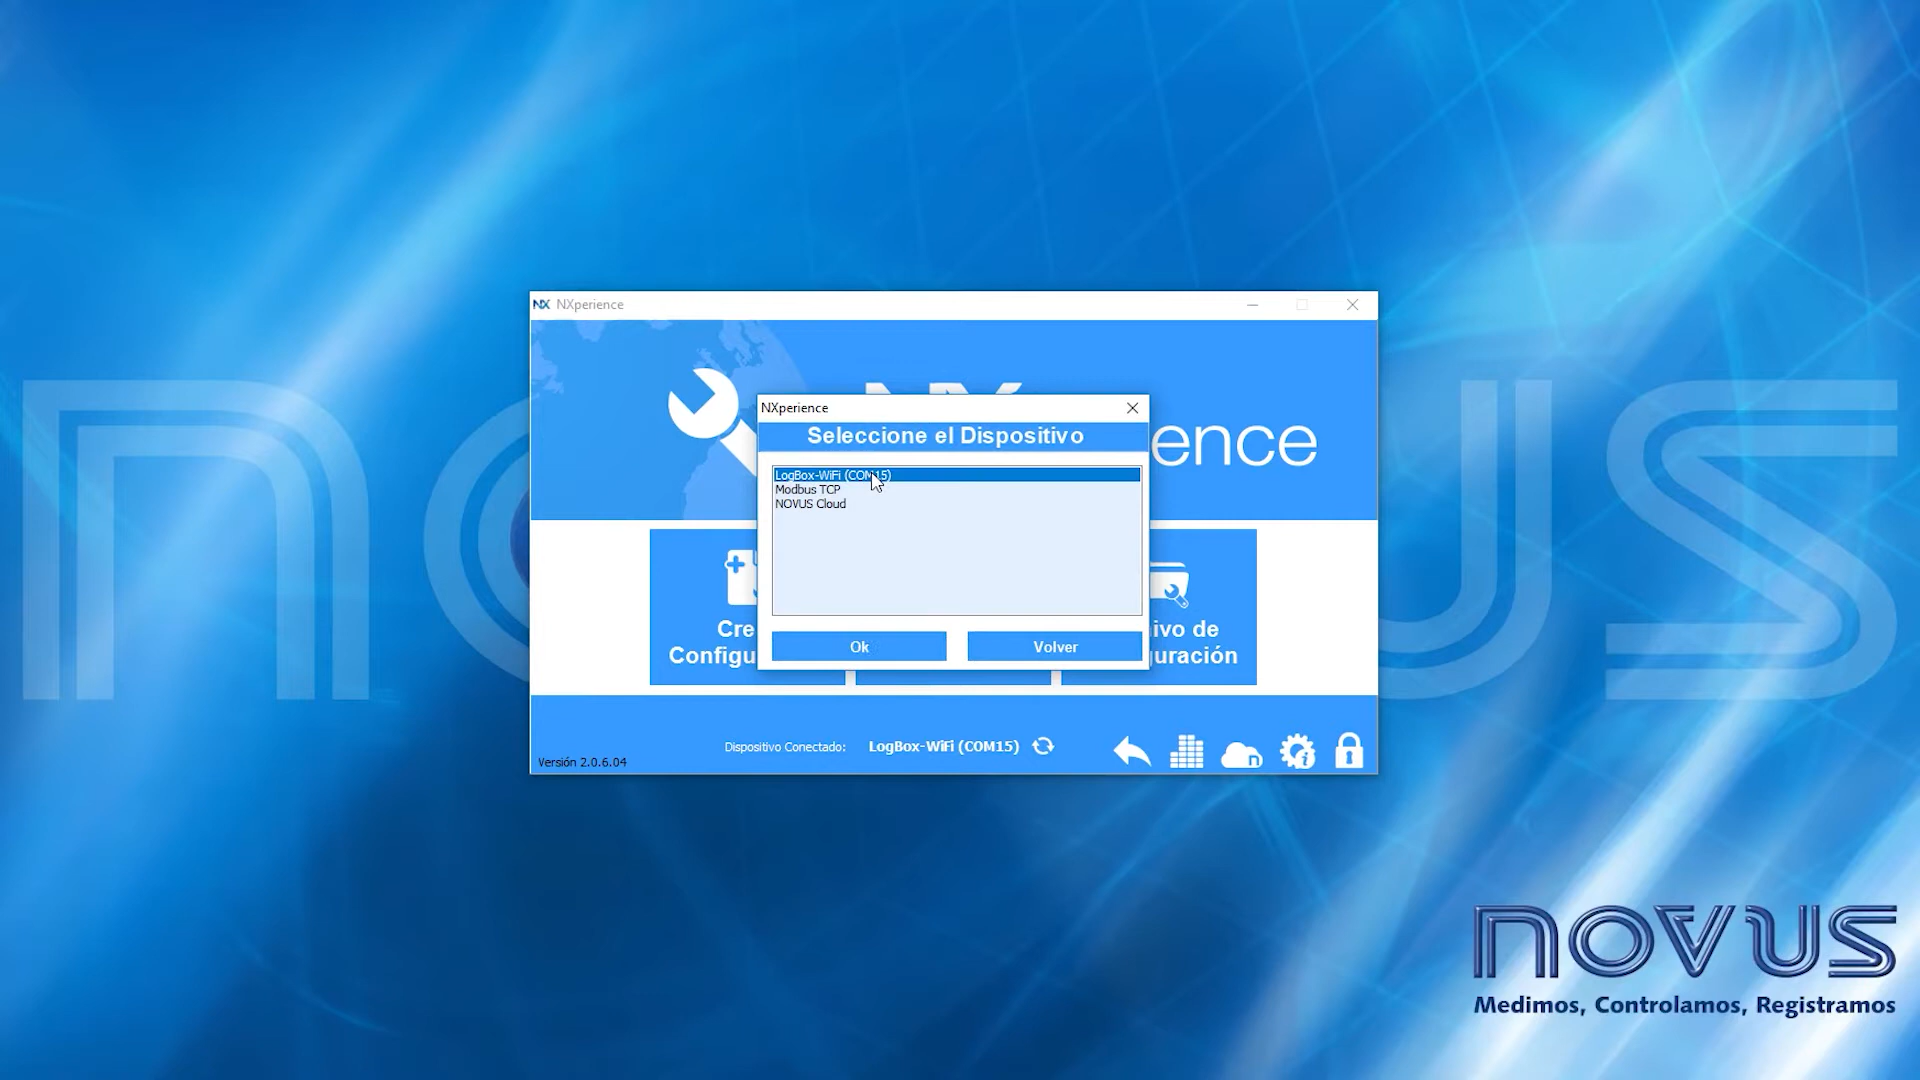 NXperience
NXperience
Seleccione el Dispositivo
LogBox-WiFi (COM15)
Modbus TCP
NOVUS Cloud
Ok
Volver
ence
Cre
Configu
ivo de
uración
Dispositivo Conectado:
LogBox-WiFi (COM15)
Versión 2.0.6.04
novus
Medimos, Controlamos, Registramos